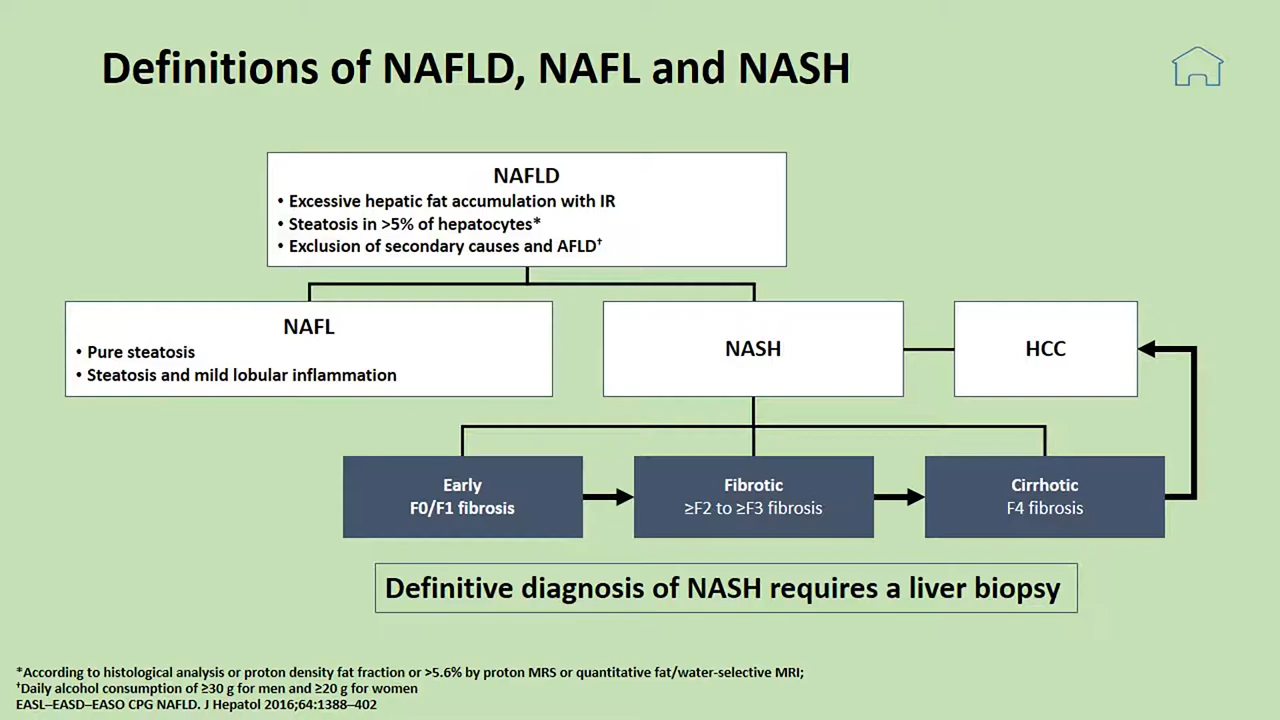 Definitions of NAFLD, NAFL and NASH
NAFLD
• Excessive hepatic fat accumulation with IR
• Steatosis in >5% of hepatocytes*
• Exclusion of secondary causes and AFLD†
NAFL
• Pure steatosis
• Steatosis and mild lobular inflammation
NASH
HCC
Early
F0/F1 fibrosis
Fibrotic
≥F2 to ≥F3 fibrosis
Cirrhotic
F4 fibrosis
Definitive diagnosis of NASH requires a liver biopsy
*According to histological analysis or proton density fat fraction or >5.6% by proton MRS or quantitative fat/water-selective MRI;
†Daily alcohol consumption of ≥30 g for men and ≥20 g for women
EASL–EASD–EASO CPG NAFLD. J Hepatol 2016;64:1388–402